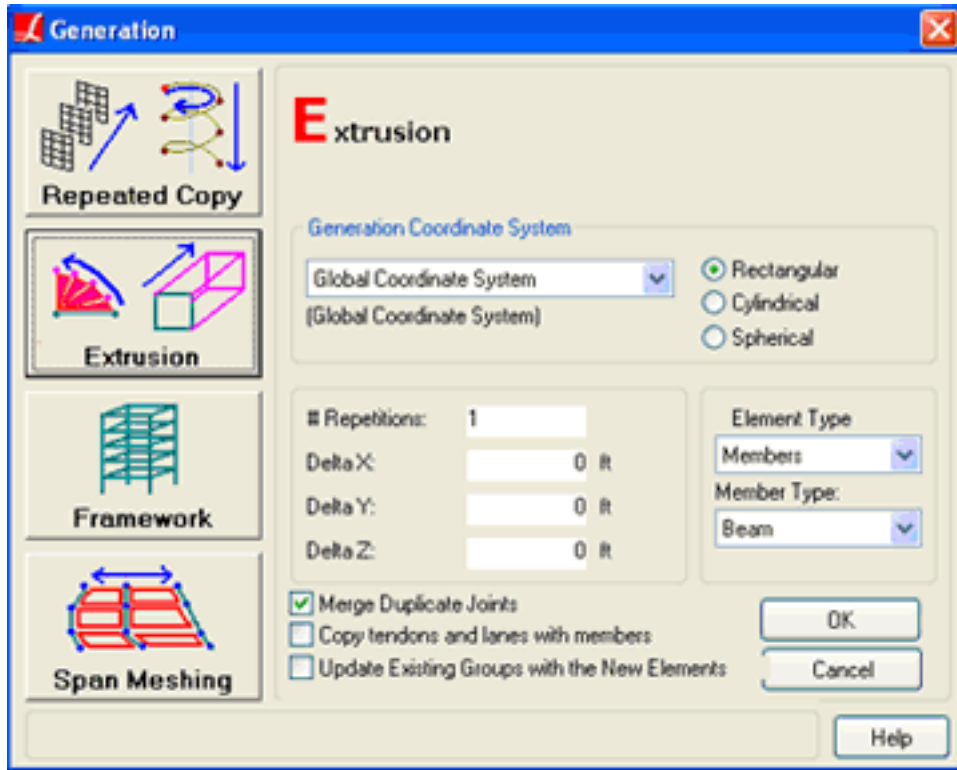 Generation
Repeated Copy
Extrusion
Framework
Span Meshing
Extrusion
Generation Coordinate System
Global Coordinate System
(Global Coordinate System)
Rectangular
Cylindrical
Spherical
# Repetitions: 1
Delta X: 0 ft
Delta Y: 0 ft
Delta Z: 0 ft
Element Type
Members
Member Type:
Beam
Merge Duplicate Joints
Copy tendons and lanes with members
Update Existing Groups with the New Elements
OK
Cancel
Help